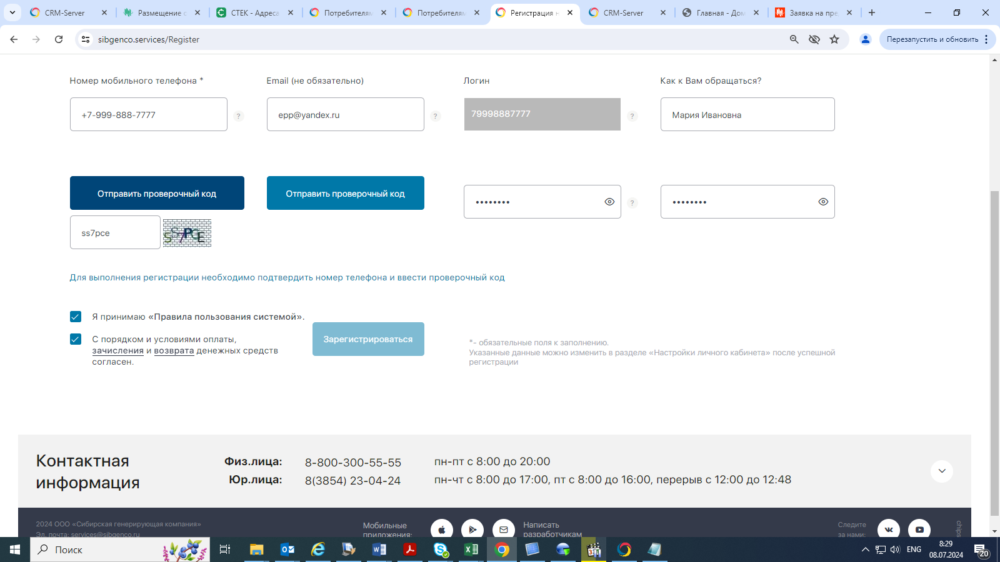 CRM-Server
Размещение с
СТЕК - Адреса
Потребителям
Потребителям
Регистрация н
CRM-Server
Главная - Дом
Заявка на пре
sibgenco.services/Register
Перезапустить и обновить
Номер мобильного телефона *
Email (не обязательно)
Логин
Как к Вам обращаться?
+7-999-888-7777
?
epp@yandex.ru
?
79998887777
?
Мария Ивановна
Отправить проверочный код
Отправить проверочный код
••••••••
?
••••••••
ss7pce
SS7PCE
Для выполнения регистрации необходимо подтвердить номер телефона и ввести проверочный код
Я принимаю «Правила пользования системой».
С порядком и условиями оплаты,
зачисления и возврата денежных средств
согласен.
Зарегистрироваться
*- обязательные поля к заполнению.
Указанные данные можно изменить в разделе «Настройки личного кабинета» после успешной
регистрации
Контактная
информация
Физ.лица: 8-800-300-55-55 пн-пт с 8:00 до 20:00
Юр.лица: 8(3854) 23-04-24 пн-чт с 8:00 до 17:00, пт с 8:00 до 16:00, перерыв с 12:00 до 12:48
2024 ООО «Сибирская генерирующая компания»
Эл. почта: services@sibgenco.ru
Мобильные
приложения:
Написать
разработчикам
Следите
за нами:
chips
Поиск
ENG
8:29
08.07.2024
20